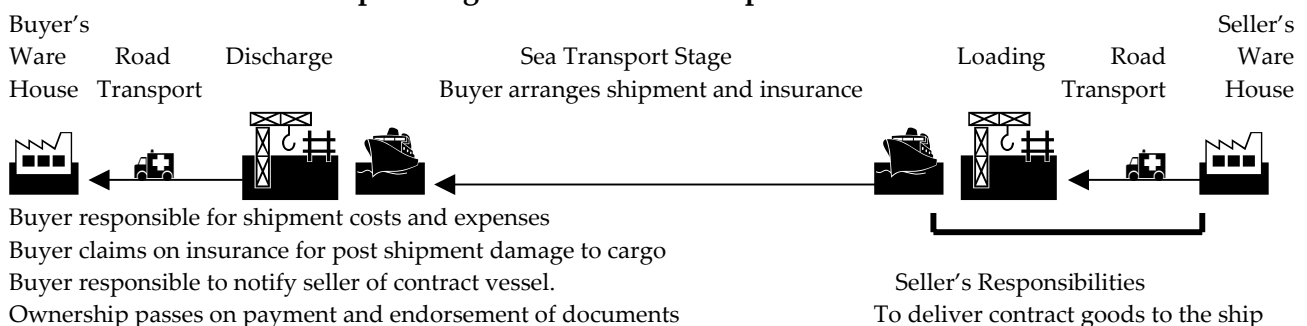 Buyer's Seller's
Ware Road Discharge Sea Transport Stage Loading Road Ware
House Transport Buyer arranges shipment and insurance Transport House
Buyer responsible for shipment costs and expenses
Buyer claims on insurance for post shipment damage to cargo
Buyer responsible to notify seller of contract vessel. Seller's Responsibilities
Ownership passes on payment and endorsement of documents To deliver contract goods to the ship